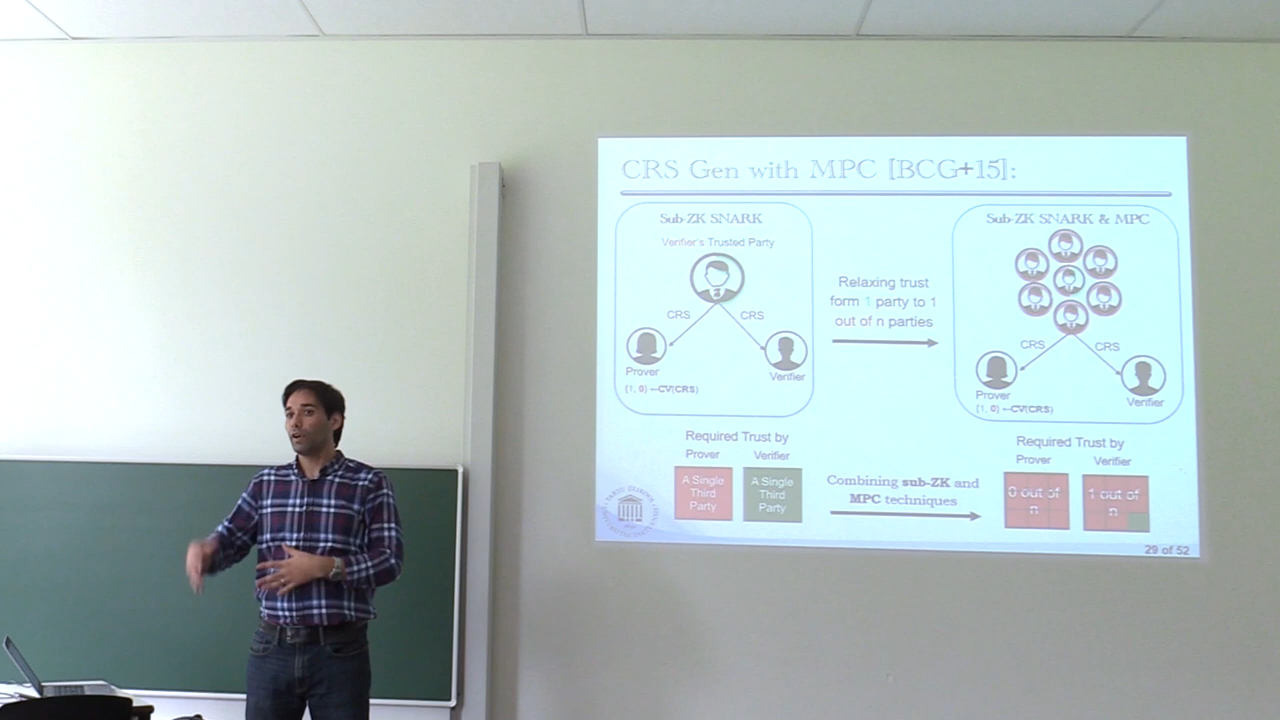 CRS Gen with MPC [BCG+15]:
Sub-ZK SNARK
Verifier's Trusted Party
CRS CRS
Prover
Verifier
{1, 0} ←CV(CRS)
Relaxing trust
form 1 party to 1
out of n parties
Sub-ZK SNARK & MPC
CRS CRS
Prover
Verifier
{1, 0} ←CV(CRS)
Required Trust by
Prover Verifier
A Single
Third
Party
A Single
Third
Party
Combining sub-ZK and
MPC techniques
Required Trust by
Prover Verifier
0 out of
n
1 out of
n
29 of 52